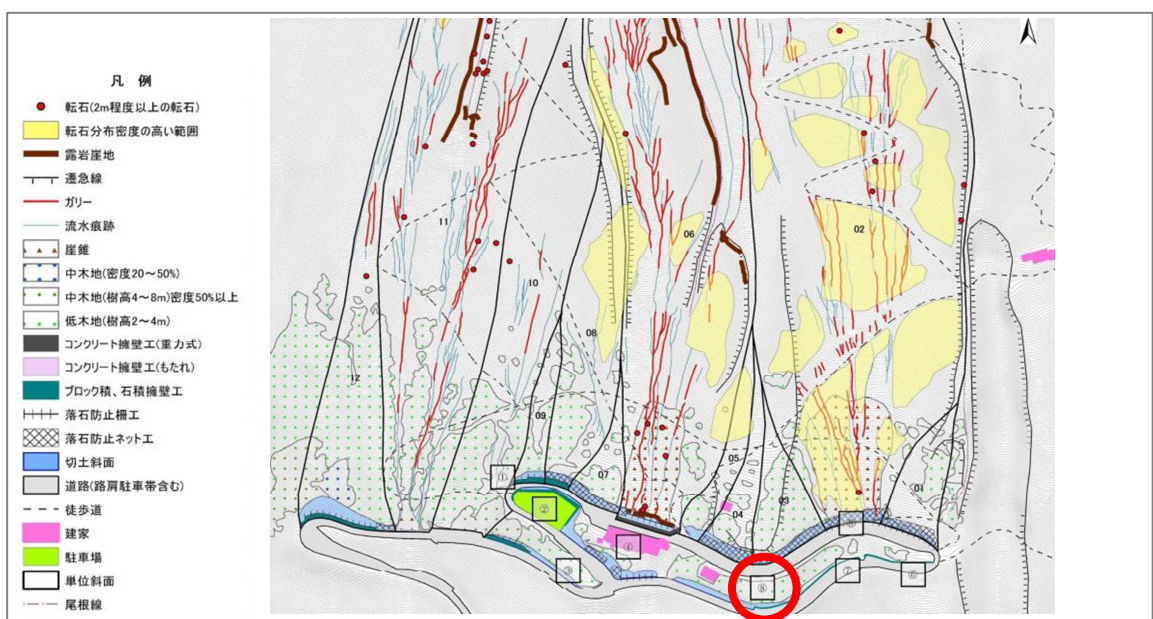 凡 例
転石(2m程度以上の転石)
転石分布密度の高い範囲
露岩崖地
遷急線
ガリー
流水痕跡
崖錐
中木地(密度20～50%)
中木地(樹高4～8m)密度50%以上
低木地(樹高2～4m)
コンクリート擁壁工(重力式)
コンクリート擁壁工(もたれ)
ブロック積、石積擁壁工
落石防止柵工
落石防止ネット工
切土斜面
道路(路肩駐車帯含む)
徒歩道
建家
駐車場
単位斜面
尾根線
11
10
06
02
08
12
09
07
05
04
03
01
①
②
③
④
⑦
⑧